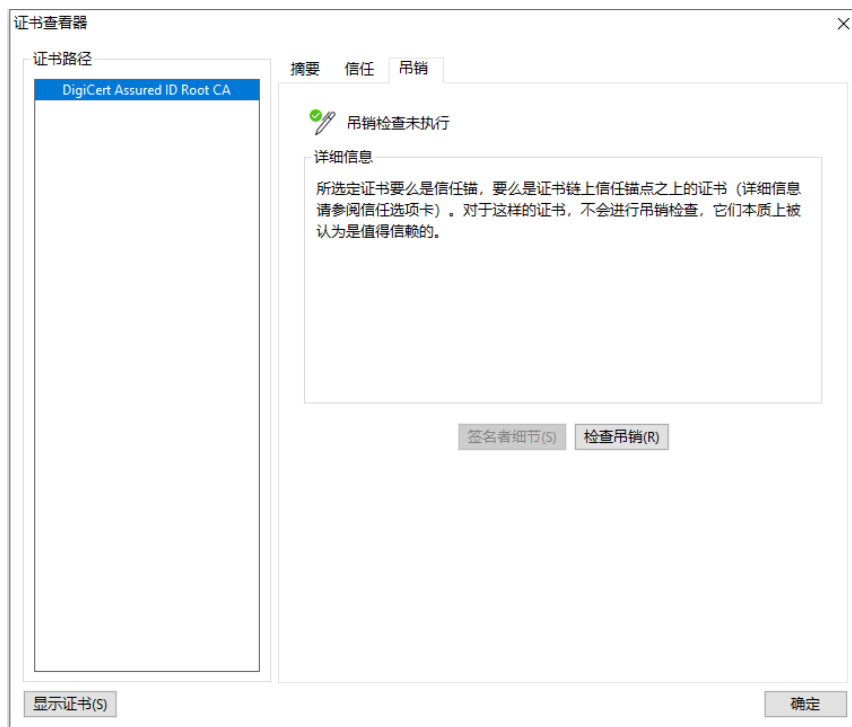 证书查看器
证书路径
DigiCert Assured ID Root CA
摘要
信任
吊销
吊销检查未执行
详细信息
所选定证书要么是信任锚，要么是证书链上信任锚点之上的证书（详细信息
请参阅信任选项卡）。对于这样的证书，不会进行吊销检查，它们本质上被
认为是值得信赖的。
签名者细节(S)
检查吊销(R)
显示证书(S)
确定